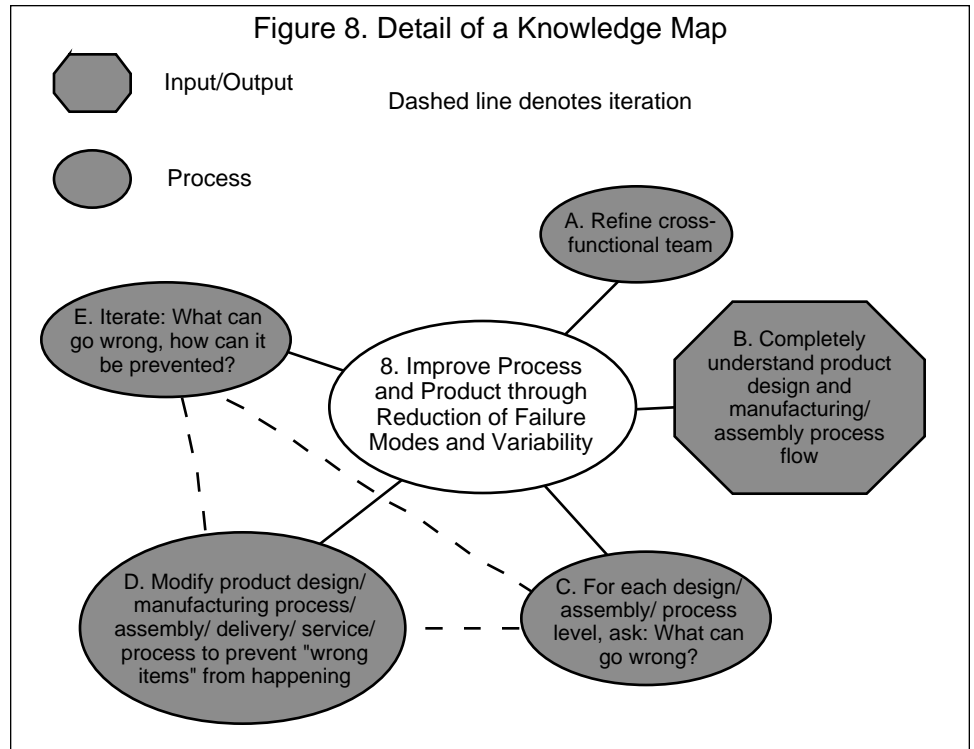 Figure 8. Detail of a Knowledge Map
Input/Output
Dashed line denotes iteration
Process
A. Refine cross-
functional team
E. Iterate: What can
go wrong, how can it
be prevented?
8. Improve Process
and Product through
Reduction of Failure
Modes and Variability
B. Completely
understand product
design and
manufacturing/
assembly process
flow
D. Modify product design/
manufacturing process/
assembly/ delivery/ service/
process to prevent "wrong
items" from happening
C. For each design/
assembly/ process
level, ask: What can
go wrong?